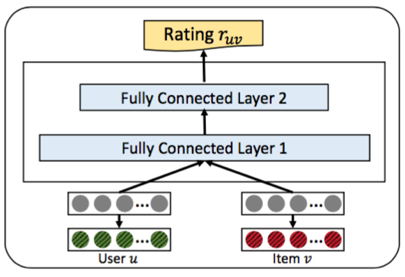 Rating r_uv
Fully Connected Layer 2
Fully Connected Layer 1
...
...
...
...
User u
Item v